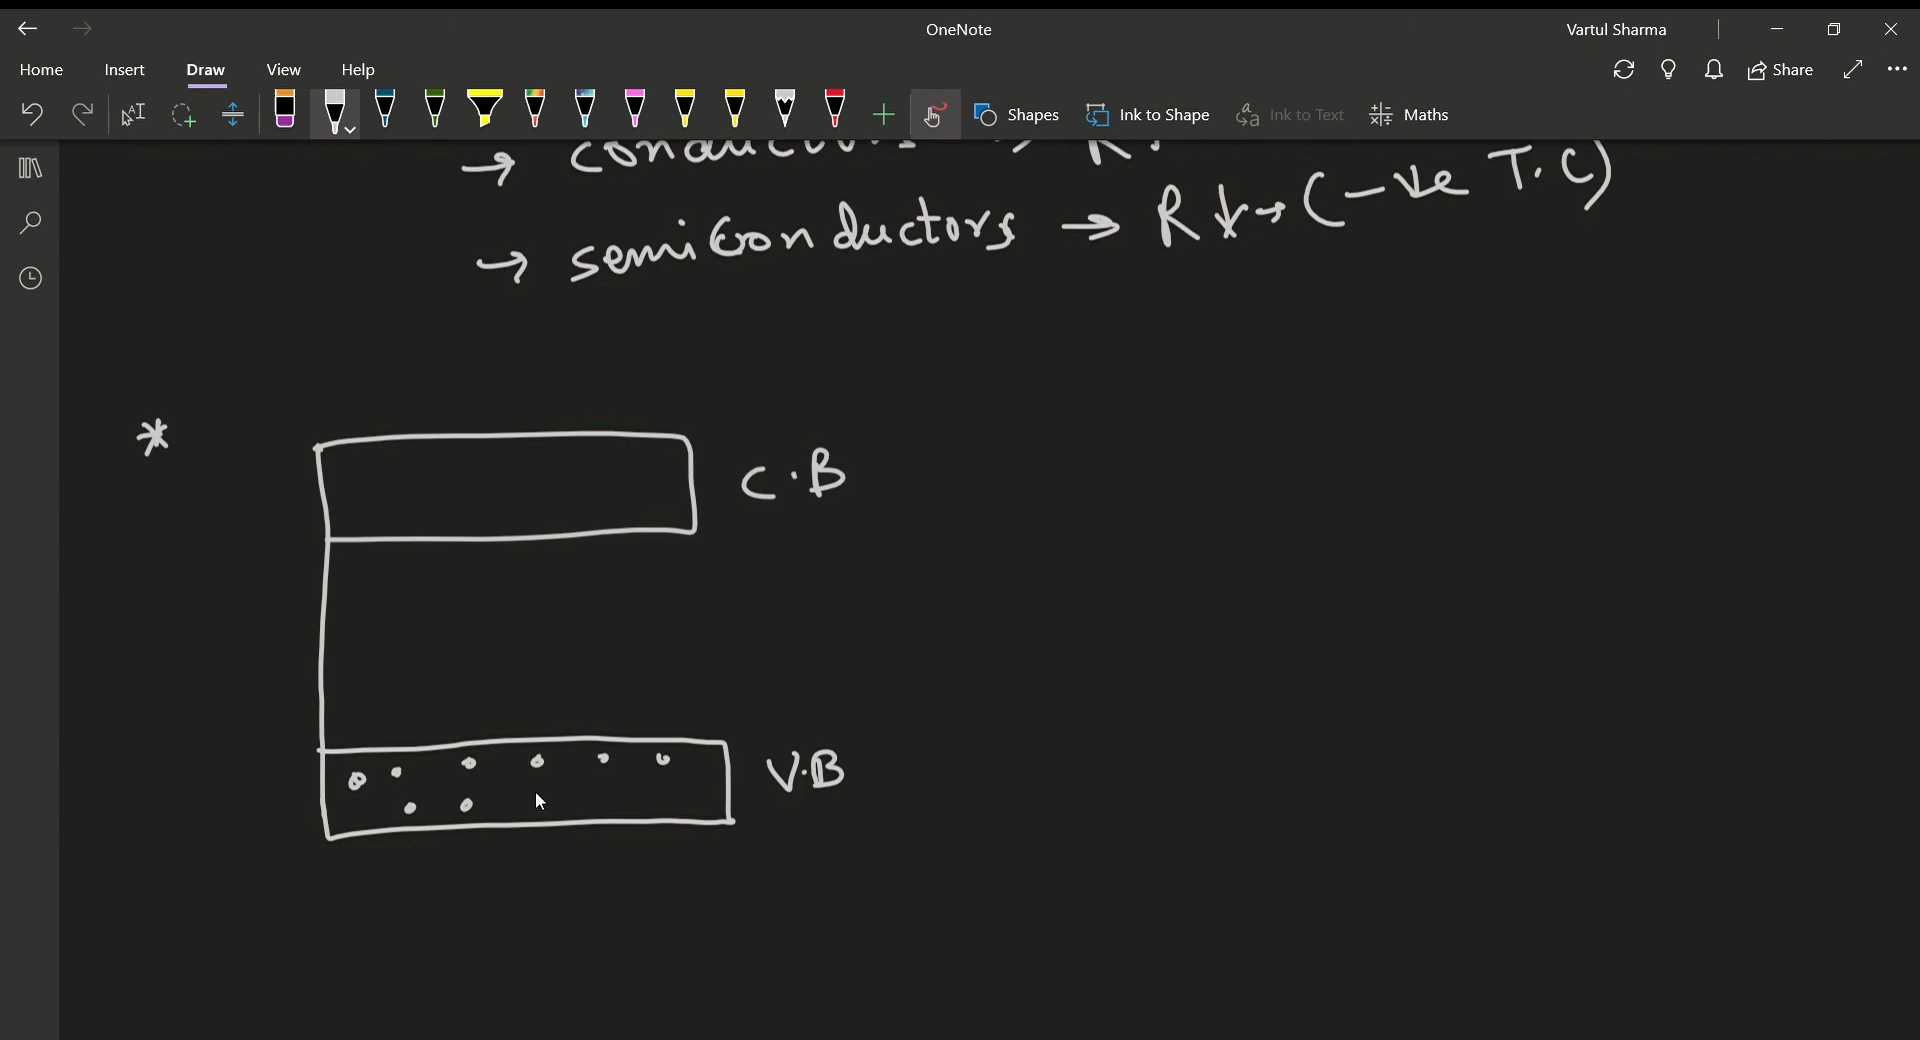 OneNote
Vartul Sharma
Home Insert Draw View Help
Share
Shapes Ink to Shape Ink to Text Maths
→ conductors → R
→ semiconductors → R ↓ → (-ve T.C)
*
C.B
V.B